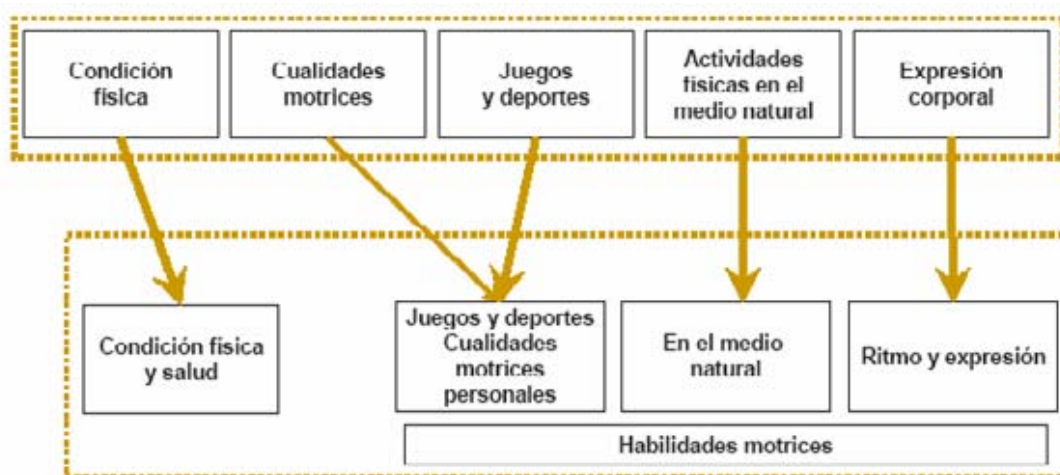 Condición
física
Cualidades
motrices
Juegos
y deportes
Actividades
físicas en el
medio natural
Expresión
corporal
Condición física
y salud
Juegos y deportes
Cualidades
motrices
personales
En el medio
natural
Ritmo y expresión
Habilidades motrices